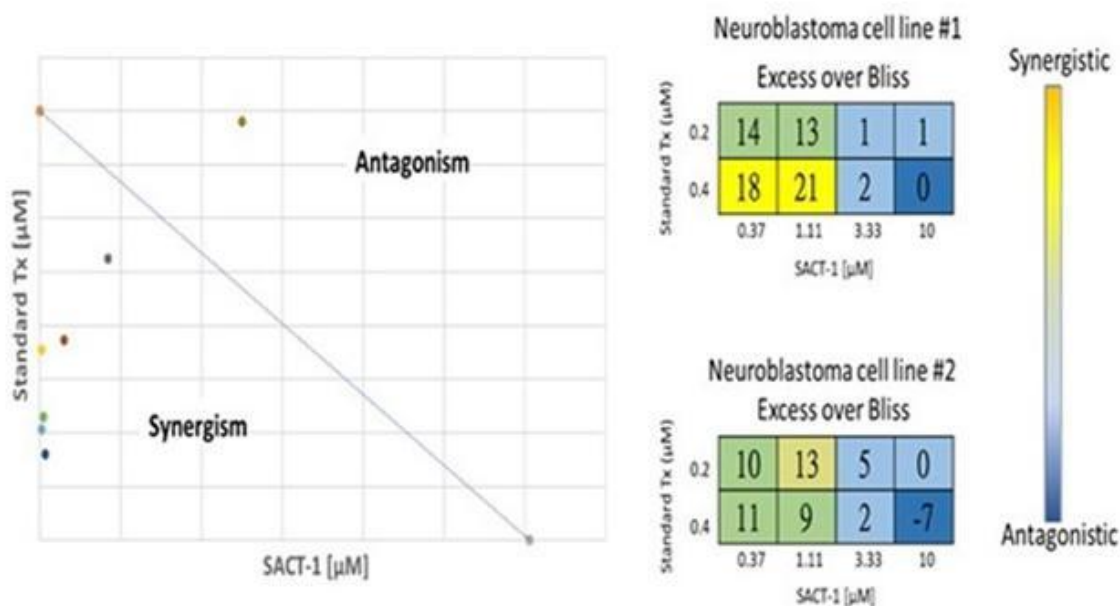 Standard Tx [μM]
Antagonism
Synergism
SACT-1 [μM]
Neuroblastoma cell line #1
Excess over Bliss
Standard Tx (μM)
0.2 14 13 1 1
0.4 18 21 2 0
0.37 1.11 3.33 10
SACT-1 [μM]
Neuroblastoma cell line #2
Excess over Bliss
Standard Tx (μM)
0.2 10 13 5 0
0.4 11 9 2 -7
0.37 1.11 3.33 10
SACT-1 [μM]
Synergistic
Antagonistic